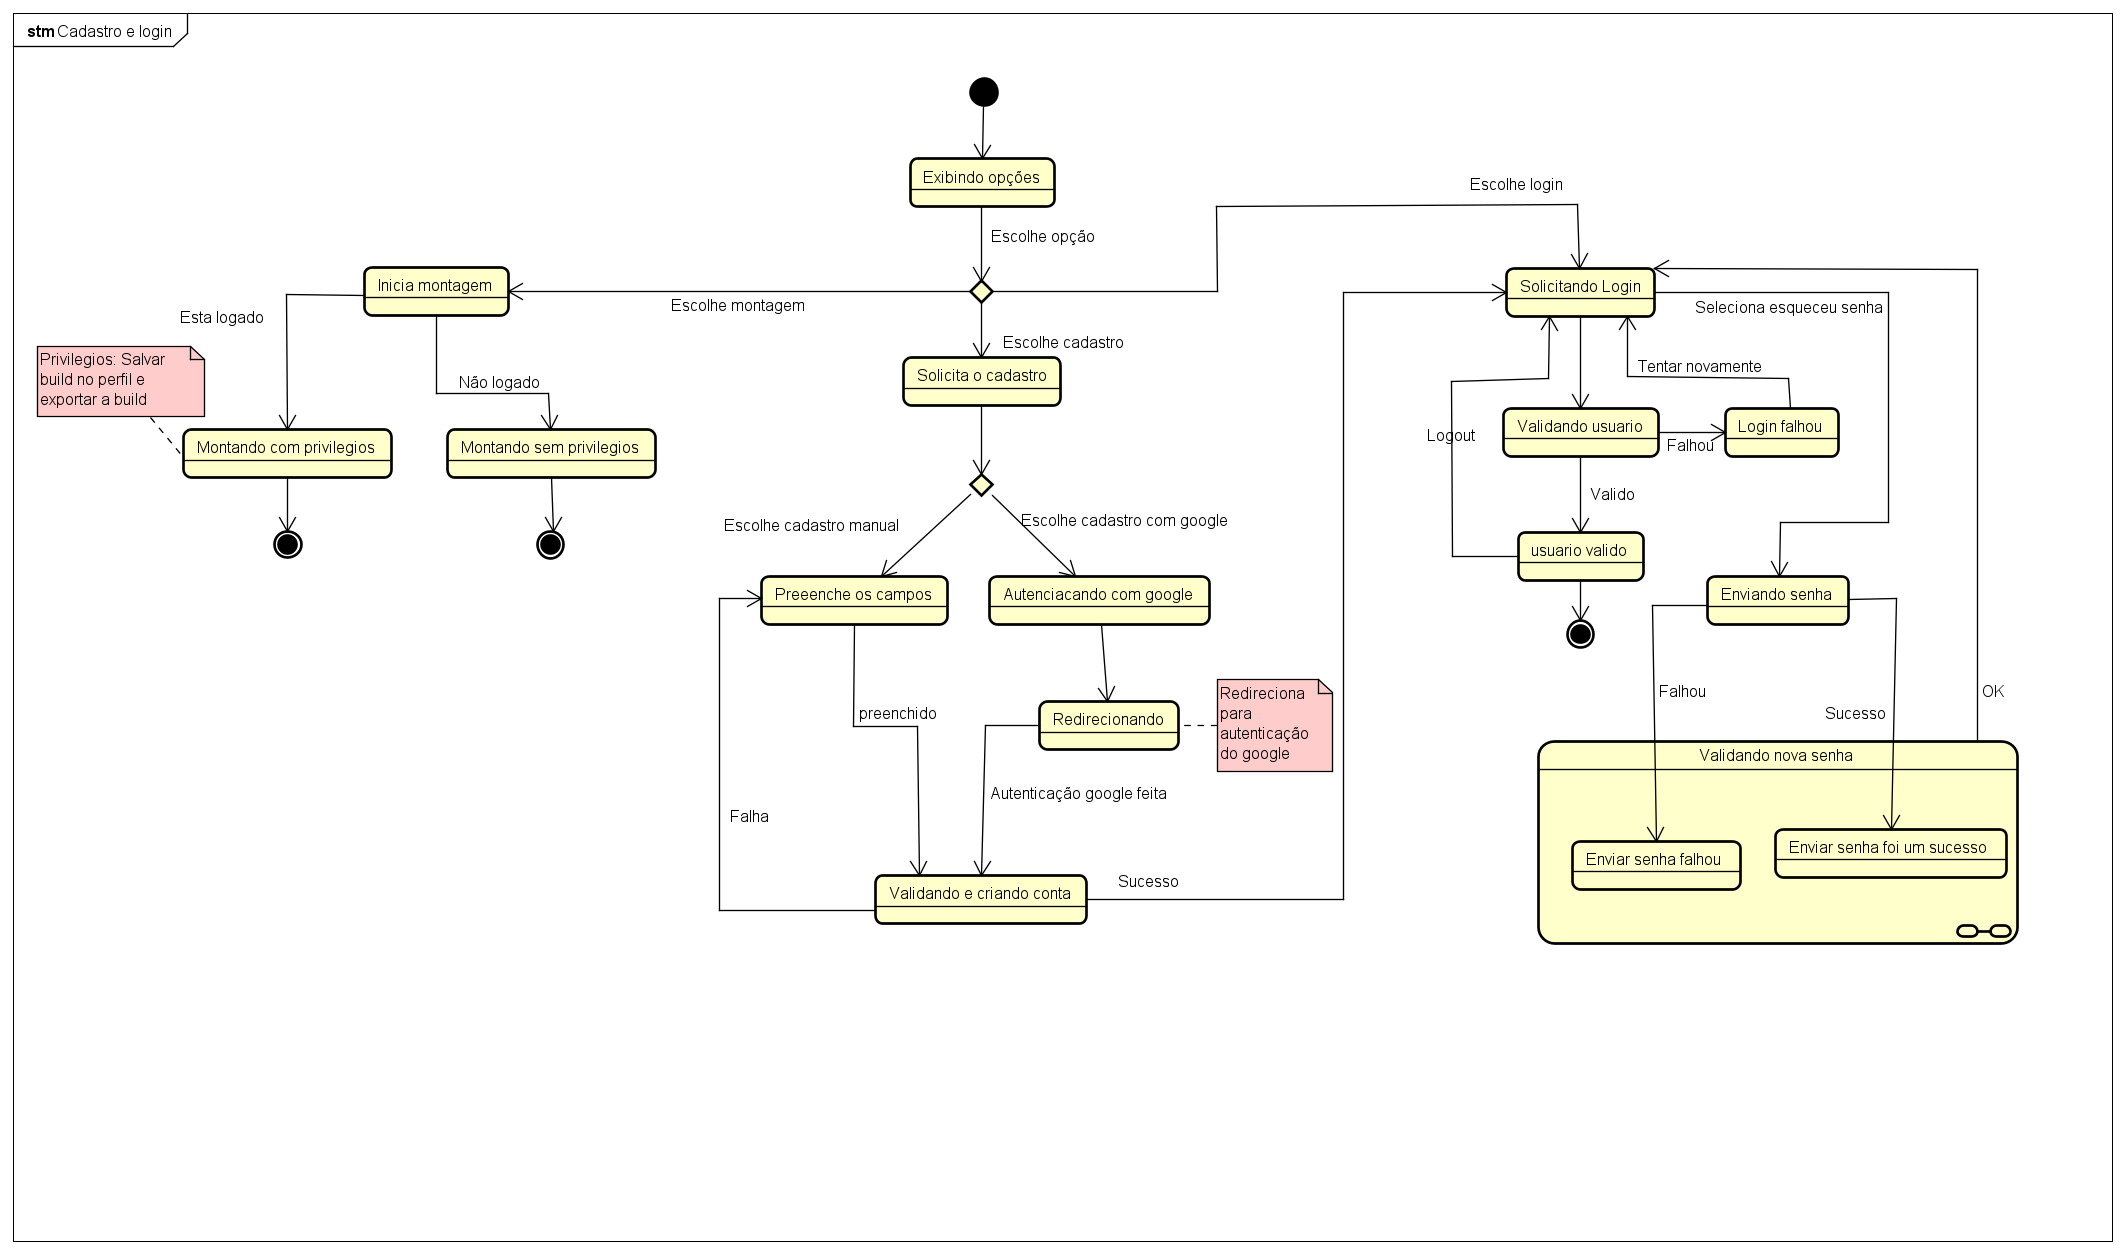 stm Cadastro e login
Exibindo opções
Escolhe opção
Escolhe login
Escolhe montagem
Escolhe cadastro
Inicia montagem
Esta logado
Não logado
Privilegios: Salvar
build no perfil e
exportar a build
Montando com privilegios
Montando sem privilegios
Solicita o cadastro
Escolhe cadastro manual
Escolhe cadastro com google
Preeenche os campos
Autenciacando com google
preenchido
Redirecionando
Redireciona
para
autenticação
do google
Autenticação google feita
Falha
Validando e criando conta
Sucesso
Solicitando Login
Seleciona esqueceu senha
Tentar novamente
Logout
Validando usuario
Falhou
Login falhou
Valido
usuario valido
Enviando senha
Falhou
Sucesso
OK
Validando nova senha
Enviar senha falhou
Enviar senha foi um sucesso